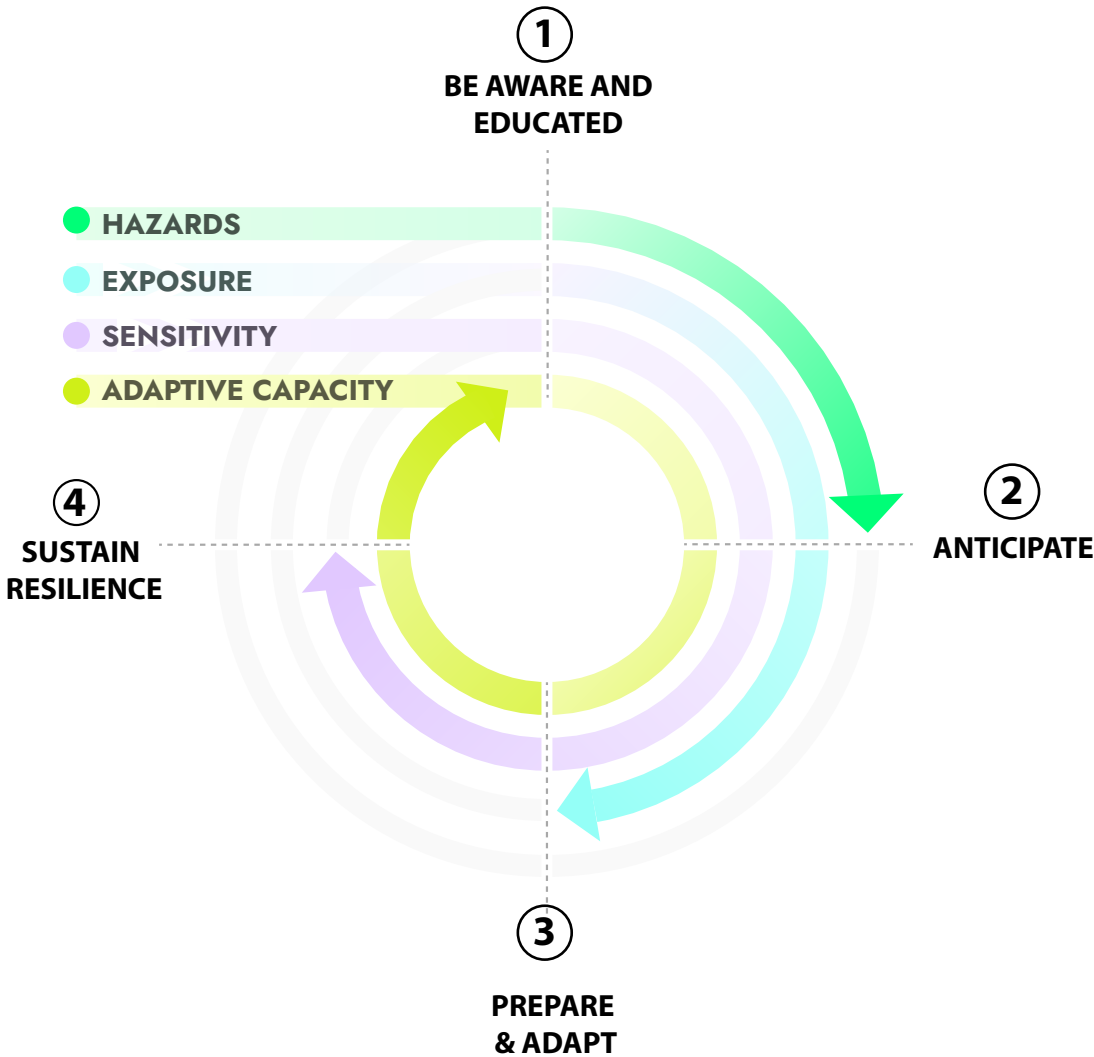 1
BE AWARE AND
EDUCATED
HAZARDS
EXPOSURE
SENSITIVITY
ADAPTIVE CAPACITY
2
ANTICIPATE
4
SUSTAIN
RESILIENCE
3
PREPARE
& ADAPT